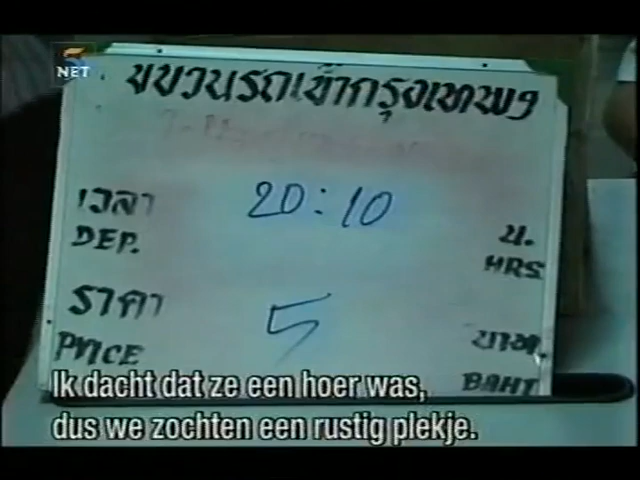 NET
ขบวนรถเข้ากรุงเทพฯ
เวลา 20:10 น.
DEP. HRS
ราคา 5 บาท
PRICE BAHT
Ik dacht dat ze een hoer was,
dus we zochten een rustig plekje.